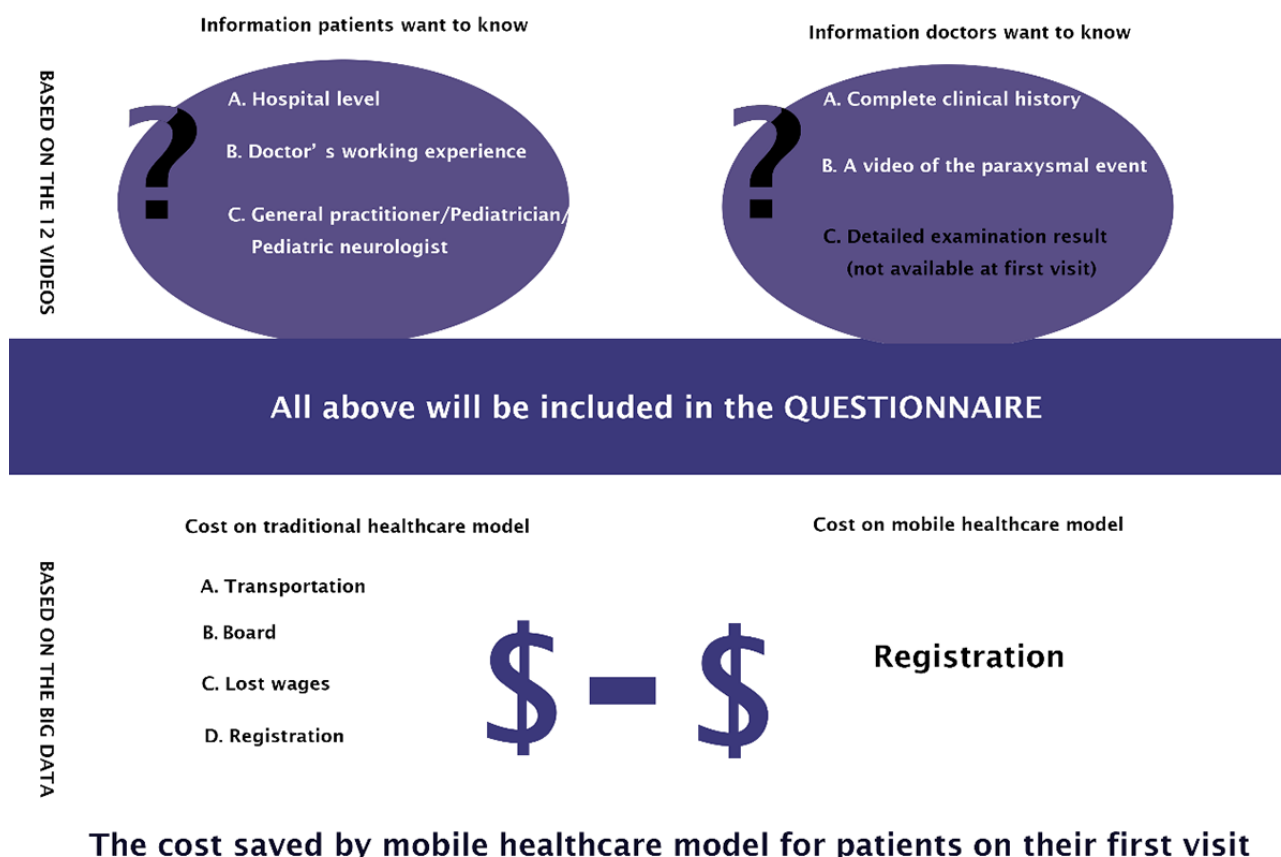 Information patients want to know
Information doctors want to know
BASED ON THE 12 VIDEOS
?
A. Hospital level
B. Doctor’ s working experience
C. General practitioner/Pediatrician/
Pediatric neurologist
?
A. Complete clinical history
B. A video of the paraxysmal event
C. Detailed examination result
(not available at first visit)
All above will be included in the QUESTIONNAIRE
BASED ON THE BIG DATA
Cost on traditional healthcare model
Cost on mobile healthcare model
A. Transportation
B. Board
C. Lost wages
D. Registration
$ - $
Registration
The cost saved by mobile healthcare model for patients on their first visit